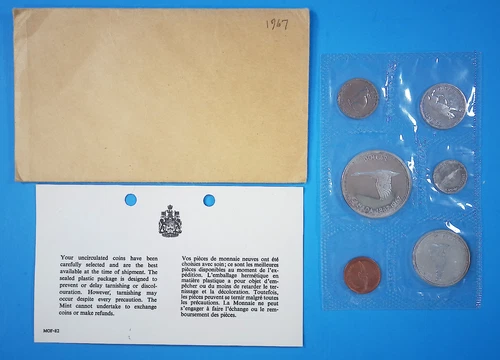 1967
Your uncirculated coins have been
carefully selected and are the best
available at the time of shipment. The
sealed plastic package is designed to
prevent or delay tarnishing or discol-
ouration. However, tarnishing may
occur despite every precaution. The
Mint cannot undertake to exchange
coins or make refunds.
MOF-62
Vos pièces de monnaie neuves ont été
choisies avec soin; ce sont les meilleures
pièces disponibles au moment de l'ex-
pédition. L'emballage hermétique en
matière plastique a pour objet d'em-
pêcher ou du moins de retarder le ter-
nissage et la décoloration. Toutefois,
les pièces peuvent se ternir malgré toutes
les précautions. La Monnaie ne peut
s'engager à faire l'échange ou le rem-
boursement des pièces.